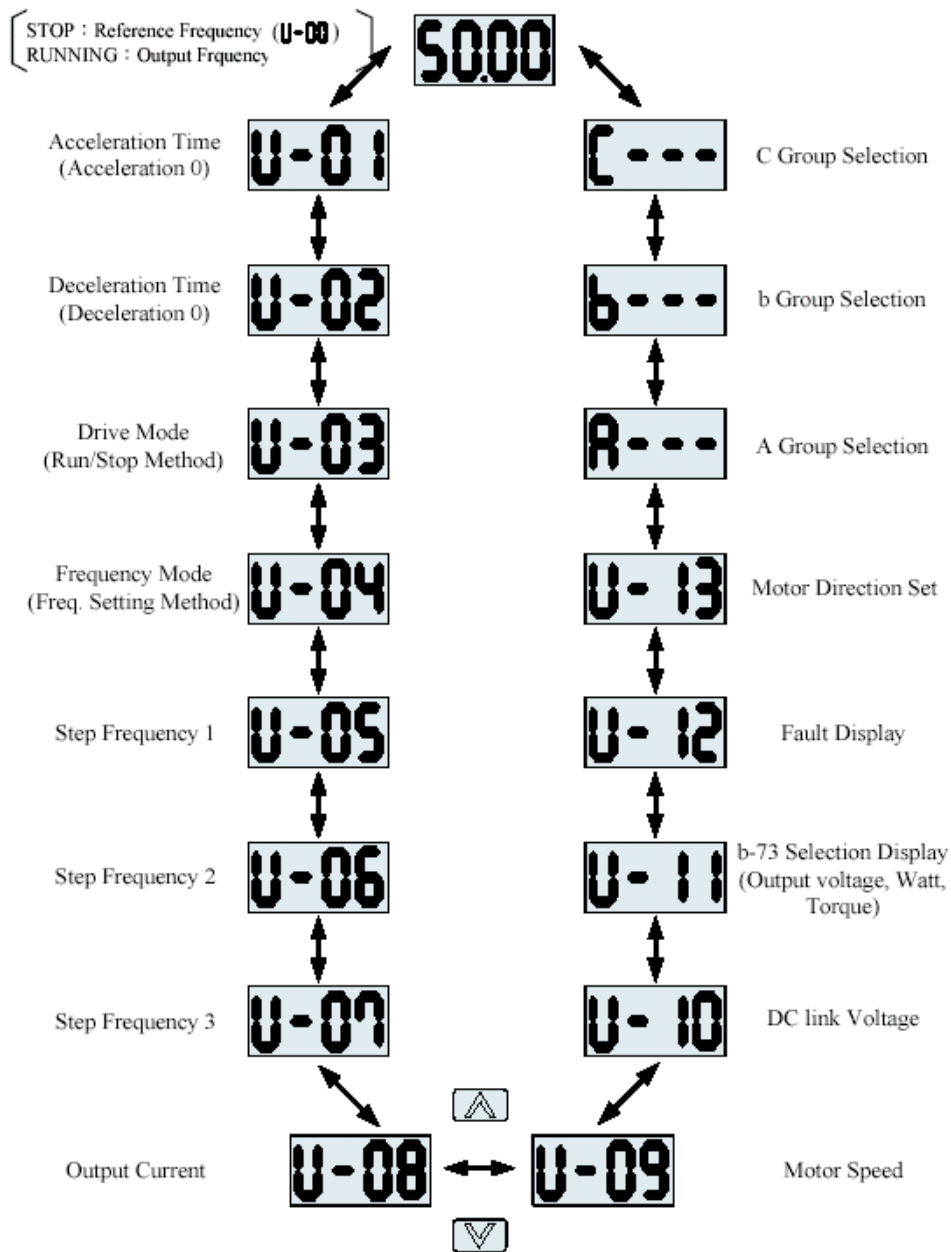 STOP : Reference Frequency (U-00)
RUNNING : Output Frquency
50.00
Acceleration Time
(Acceleration 0)
U-01
C---
C Group Selection
Deceleration Time
(Deceleration 0)
U-02
b---
b Group Selection
Drive Mode
(Run/Stop Method)
U-03
A---
A Group Selection
Frequency Mode
(Freq. Setting Method)
U-04
U-13
Motor Direction Set
Step Frequency 1
U-05
U-12
Fault Display
Step Frequency 2
U-06
U-11
b-73 Selection Display
(Output voltage, Watt,
Torque)
Step Frequency 3
U-07
U-10
DC link Voltage
Output Current
U-08
U-09
Motor Speed